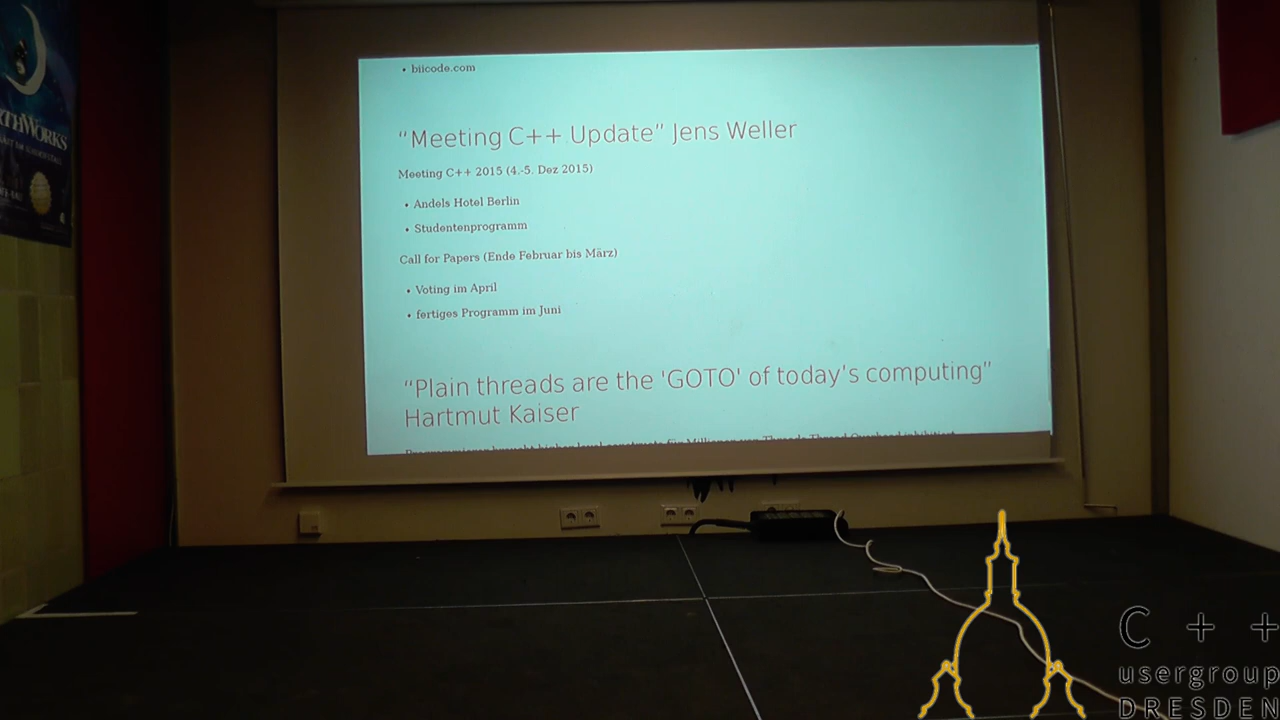 • biicode.com
“Meeting C++ Update” Jens Weller
Meeting C++ 2015 (4.-5. Dez 2015)
• Andels Hotel Berlin
• Studentenprogramm
Call for Papers (Ende Februar bis März)
• Voting im April
• fertiges Programm im Juni
“Plain threads are the 'GOTO' of today's computing”
Hartmut Kaiser
C + +
usergroup
DRESDEN